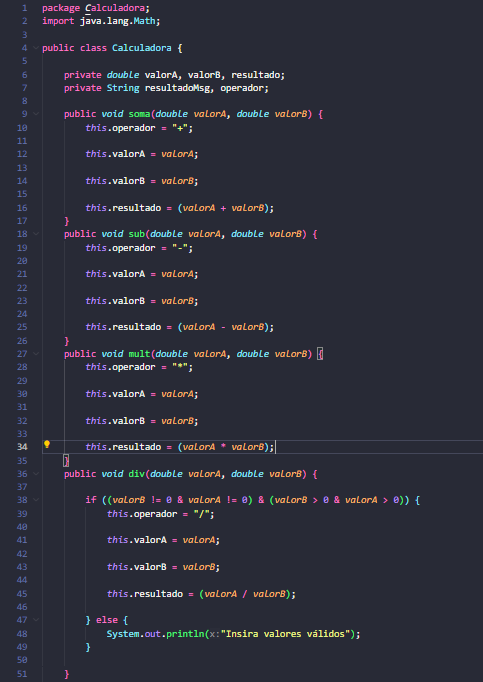 1 package Calculadora;
2 import java.lang.Math;
3
4 public class Calculadora {
5
6 private double valorA, valorB, resultado;
7 private String resultadoMsg, operador;
8
9 public void soma(double valorA, double valorB) {
10 this.operador = "+";
11
12 this.valorA = valorA;
13
14 this.valorB = valorB;
15
16 this.resultado = (valorA + valorB);
17 }
18 public void sub(double valorA, double valorB) {
19 this.operador = "-";
20
21 this.valorA = valorA;
22
23 this.valorB = valorB;
24
25 this.resultado = (valorA - valorB);
26 }
27 public void mult(double valorA, double valorB) {
28 this.operador = "*";
29
30 this.valorA = valorA;
31
32 this.valorB = valorB;
33
34 this.resultado = (valorA * valorB);
35 }
36 public void div(double valorA, double valorB) {
37
38 if ((valorB != 0 & valorA != 0) & (valorB > 0 & valorA > 0)) {
39 this.operador = "/";
40
41 this.valorA = valorA;
42
43 this.valorB = valorB;
44
45 this.resultado = (valorA / valorB);
46
47 } else {
48 System.out.println(x:"Insira valores válidos");
49 }
50
51 }